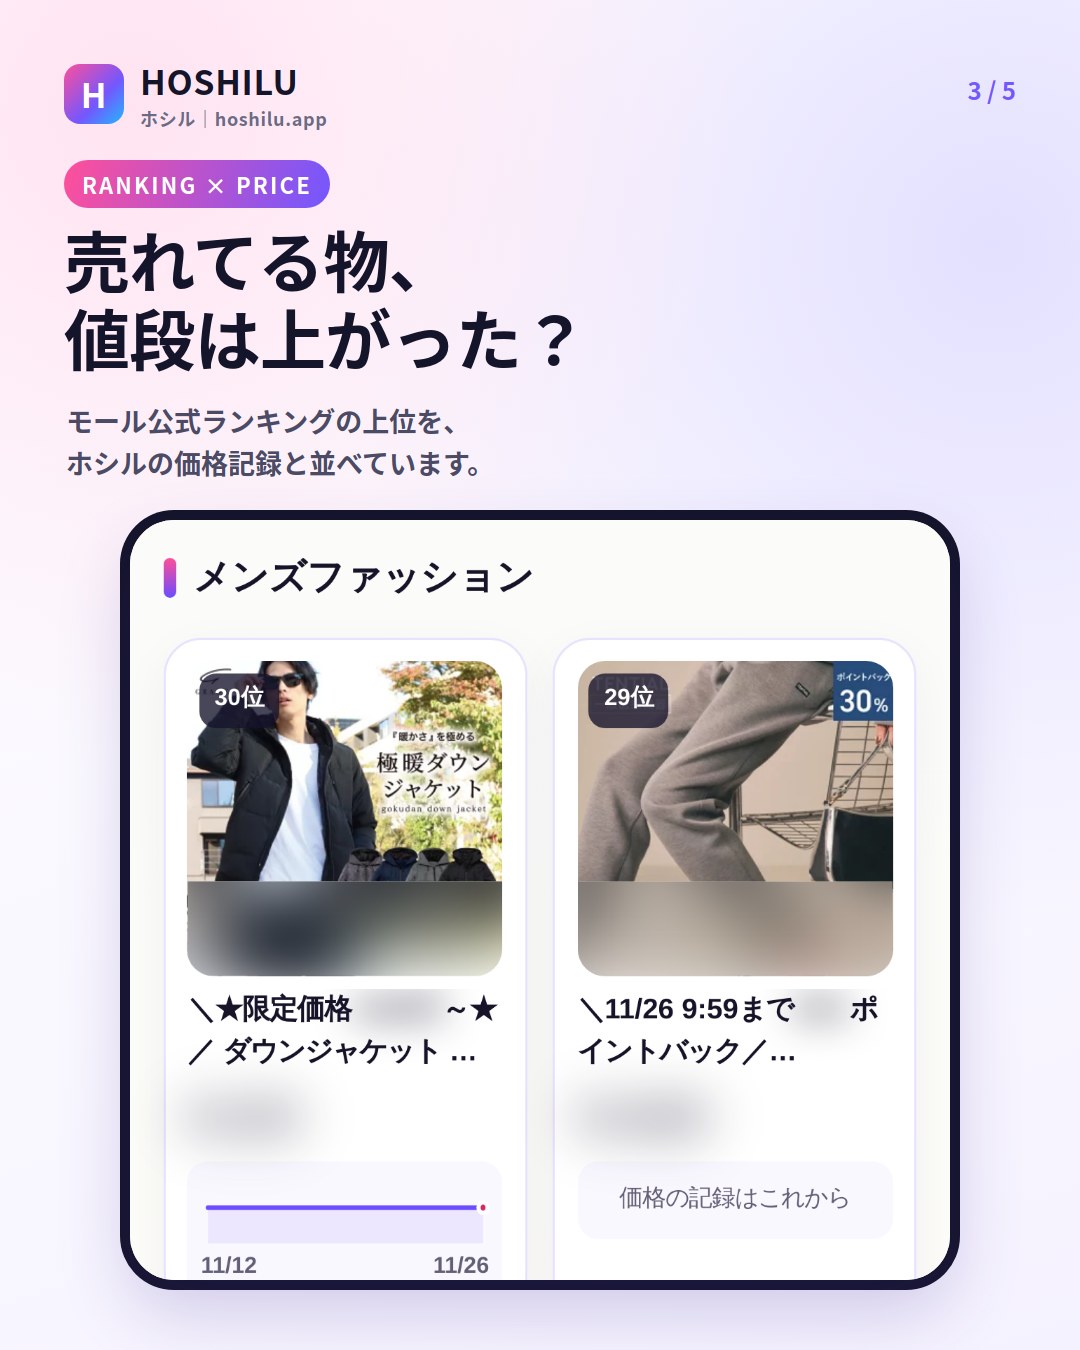 H
HOSHILU
ホシル｜hoshilu.app
3 / 5
RANKING × PRICE
売れてる物、
値段は上がった？
モール公式ランキングの上位を、
ホシルの価格記録と並べています。
メンズファッション
30位
『暖かさ』を極める
極暖ダウン
ジャケット
gokudan down jacket
29位
ポイントバック
30%
＼★限定価格 ～★
／ ダウンジャケット …
＼11/26 9:59まで ポ
イントバック／…
価格の記録はこれから
11/12 11/26